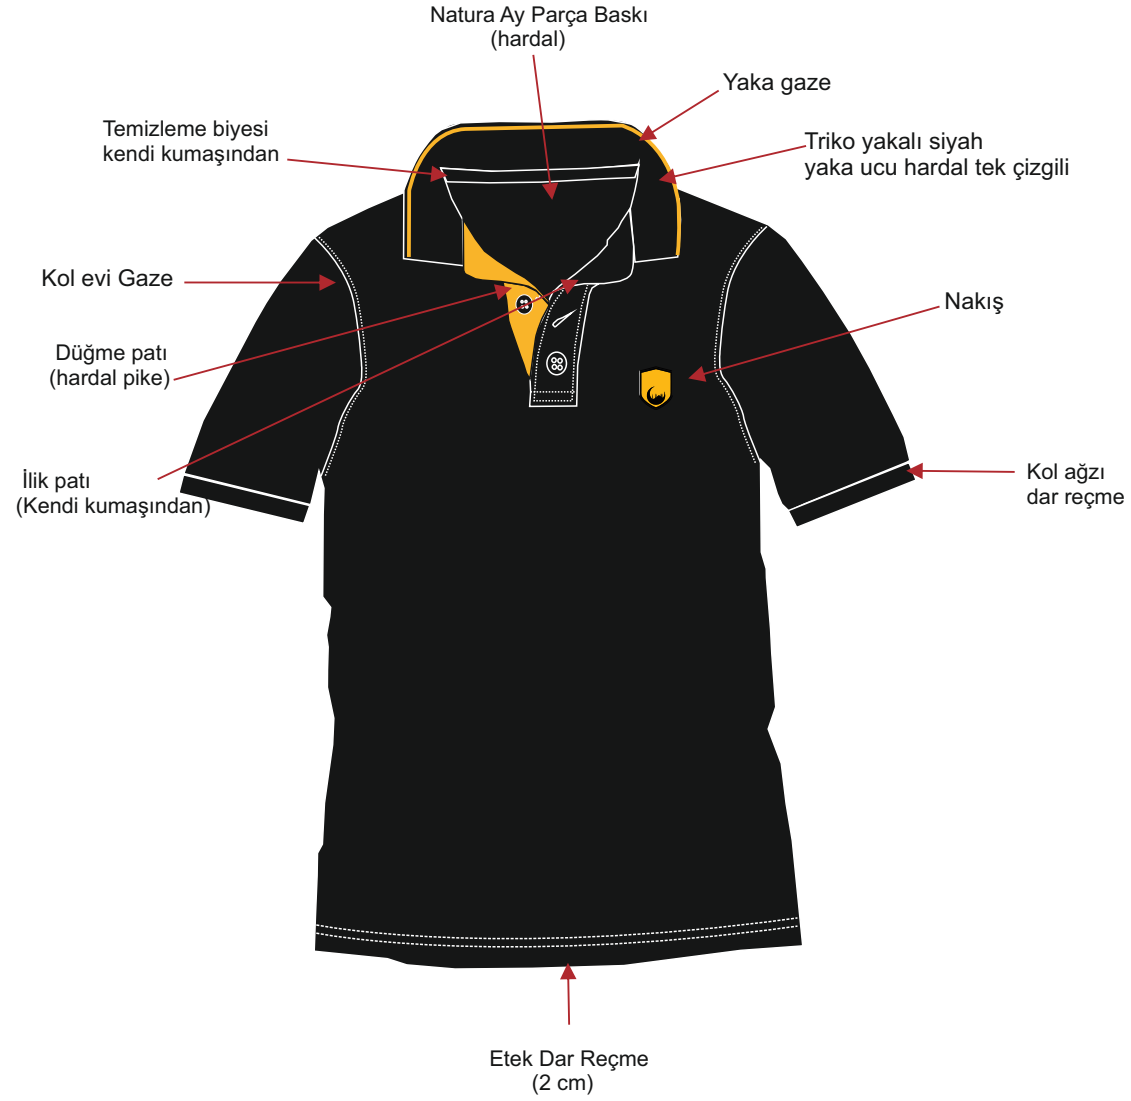 Natura Ay Parça Baskı
(hardal)
Yaka gaze
Temizleme biyesi
kendi kumaşından
Triko yakalı siyah
yaka ucu hardal tek çizgili
Kol evi Gaze
Nakış
Düğme patı
(hardal pike)
İlik patı
(Kendi kumaşından)
Kol ağzı
dar reçme
Etek Dar Reçme
(2 cm)